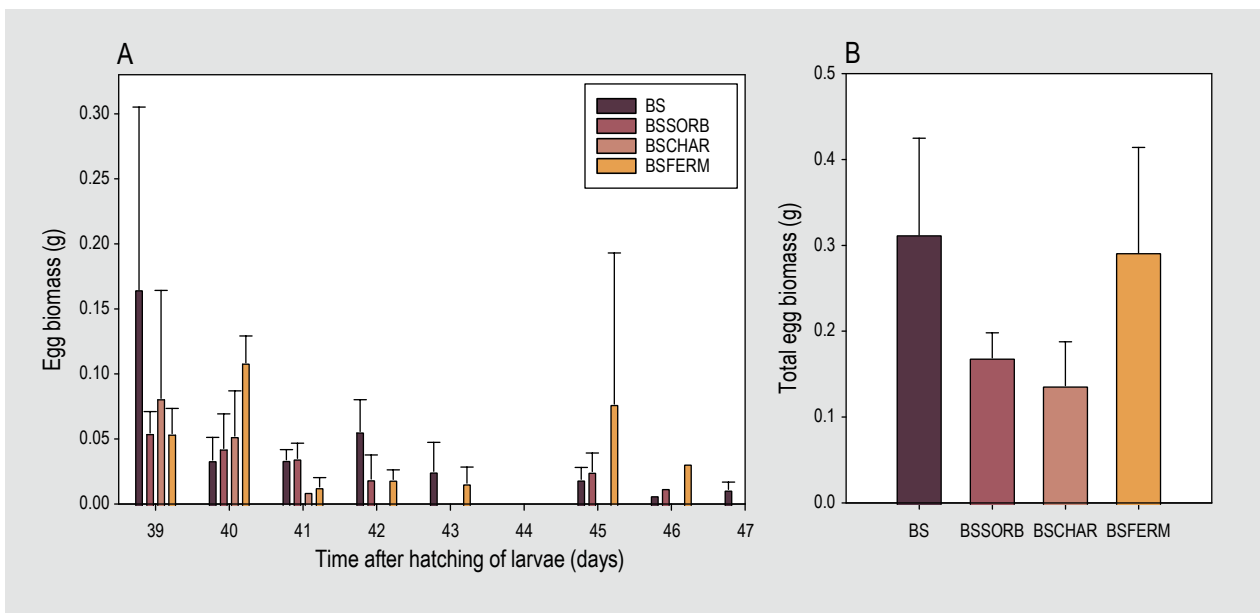 A
Egg biomass (g)
0.30
0.25
0.20
0.15
0.10
0.05
0.00
BS
BSSORB
BSCHAR
BSFERM
39 40 41 42 43 44 45 46 47
Time after hatching of larvae (days)
B
Total egg biomass (g)
0.5
0.4
0.3
0.2
0.1
0.0
BS BSSORB BSCHAR BSFERM